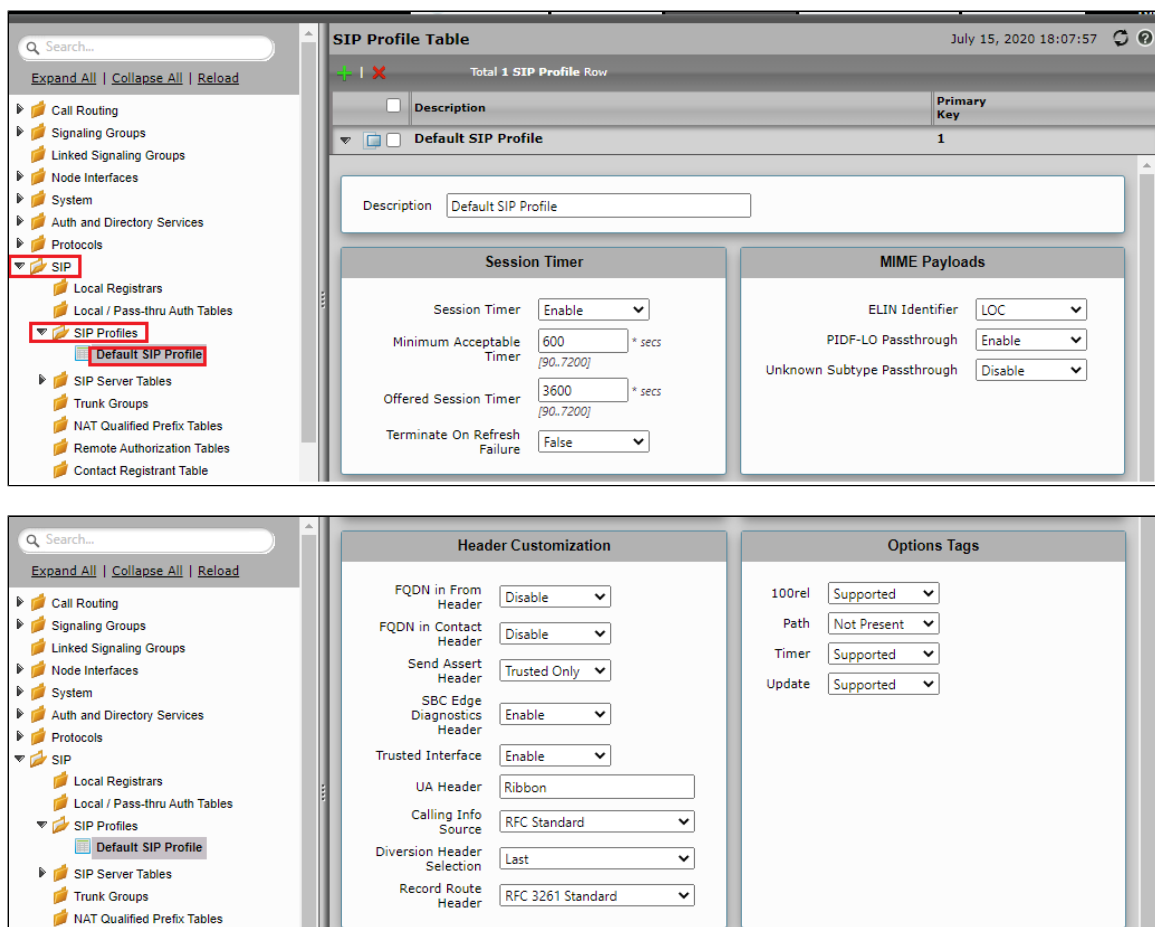 Search...
Expand All | Collapse All | Reload
Call Routing
Signaling Groups
Linked Signaling Groups
Node Interfaces
System
Auth and Directory Services
Protocols
SIP
Local Registrars
Local / Pass-thru Auth Tables
SIP Profiles
Default SIP Profile
SIP Server Tables
Trunk Groups
NAT Qualified Prefix Tables
Remote Authorization Tables
Contact Registrant Table
SIP Profile Table
July 15, 2020 18:07:57
Total 1 SIP Profile Row
Description
Primary
Key
Default SIP Profile 1
Description Default SIP Profile
Session Timer
Session Timer Enable
Minimum Acceptable
Timer
600 * secs
[90..7200]
Offered Session Timer
3600 * secs
[90..7200]
Terminate On Refresh
Failure
False
MIME Payloads
ELIN Identifier LOC
PIDF-LO Passthrough Enable
Unknown Subtype Passthrough Disable
Search...
Expand All | Collapse All | Reload
Call Routing
Signaling Groups
Linked Signaling Groups
Node Interfaces
System
Auth and Directory Services
Protocols
SIP
Local Registrars
Local / Pass-thru Auth Tables
SIP Profiles
Default SIP Profile
SIP Server Tables
Trunk Groups
NAT Qualified Prefix Tables
Header Customization
FQDN in From
Header
Disable
FQDN in Contact
Header
Disable
Send Assert
Header
Trusted Only
SBC Edge
Diagnostics
Header
Enable
Trusted Interface Enable
UA Header Ribbon
Calling Info
Source
RFC Standard
Diversion Header
Selection
Last
Record Route
Header
RFC 3261 Standard
Options Tags
100rel Supported
Path Not Present
Timer Supported
Update Supported